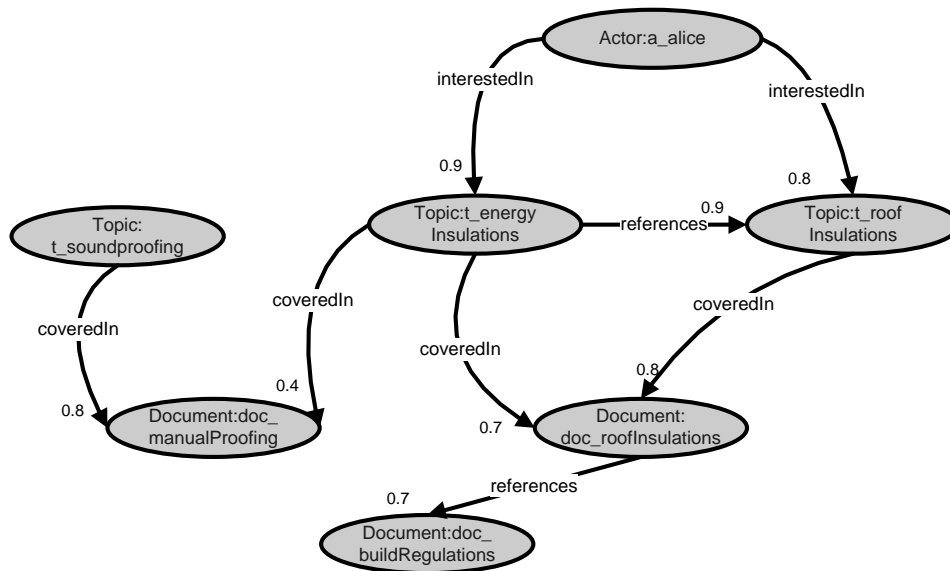 Actor:a_alice
interestedIn
interestedIn
0.9
0.8
Topic:
t_soundproofing
Topic:t_energy
Insulations
references
0.9
Topic:t_roof
Insulations
coveredIn
coveredIn
coveredIn
coveredIn
0.8
0.4
0.7
0.8
Document:doc_
manualProofing
Document:
doc_roofInsulations
references
0.7
Document:doc_
buildRegulations